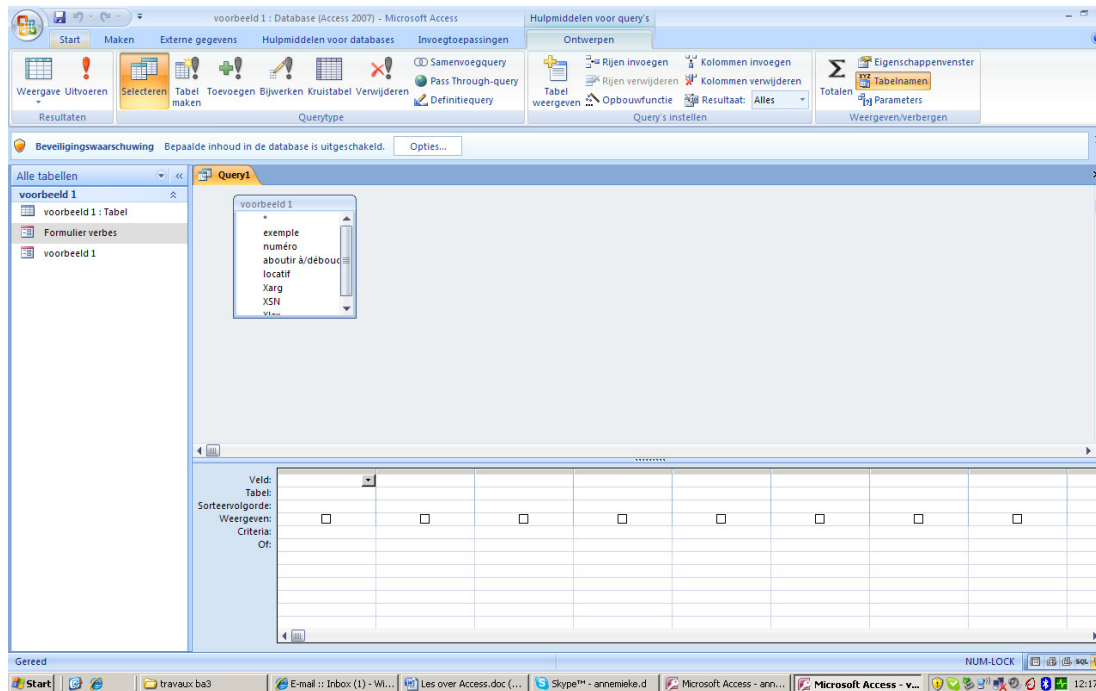 voorbeeld 1 : Database (Access 2007) - Microsoft Access
Hulpmiddelen voor query's
Start Maken Externe gegevens Hulpmiddelen voor databases Invoegtoepassingen Ontwerpen
Weergave Uitvoeren
Resultaten
Selecteren Tabel maken Toevoegen Bijwerken Kruistabel Verwijderen
Samenvoegquery
Pass Through-query
Definitiequery
Querytype
Tabel weergeven
Rijen invoegen
Rijen verwijderen
Opbouwfunctie
Kolommen invoegen
Kolommen verwijderen
Resultaat: Alles
Query's instellen
Totalen
Eigenschappenvenster
Tabelnamen
Parameters
Weergeven/verbergen
Beveiligingswaarschuwing Bepaalde inhoud in de database is uitgeschakeld. Opties...
Alle tabellen
voorbeeld 1
voorbeeld 1 : Tabel
Formulier verbes
voorbeeld 1
Query1
voorbeeld 1
*
exemple
numéro
aboutir à/débouc
locatif
Xarg
XSN
Veld:
Tabel:
Sorteervolgorde:
Weergeven:
Criteria:
Of:
Gereed
NUM-LOCK
SQL
Start
travaux ba3
E-mail :: Inbox (1) - Wi...
Les over Access.doc (...
Skype™ - annemieke.d
Microsoft Access - ann...
Microsoft Access - v...
12:17